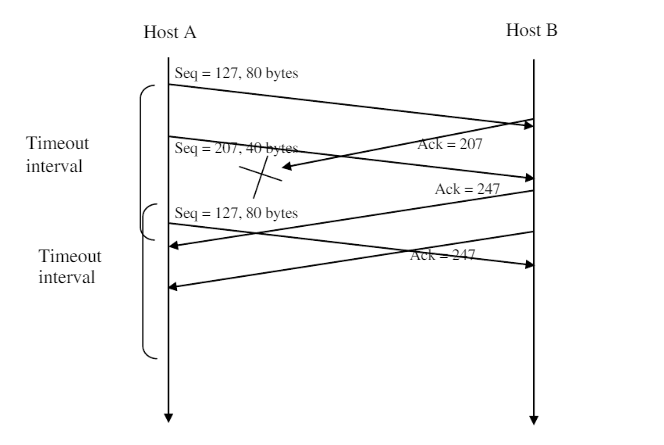 Host A
Host B
Seq = 127, 80 bytes
Timeout
interval
Seq = 207, 40 bytes
Ack = 207
Ack = 247
Seq = 127, 80 bytes
Timeout
interval
Ack = 247